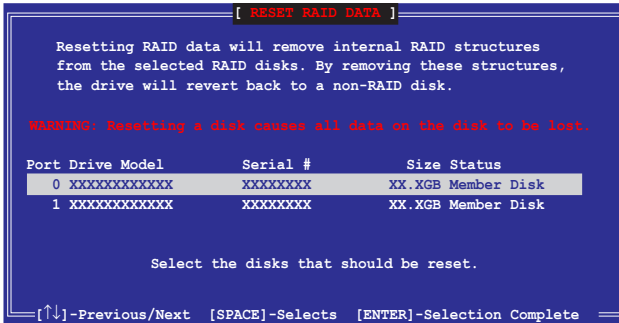 [ RESET RAID DATA ]
Resetting RAID data will remove internal RAID structures
from the selected RAID disks. By removing these structures,
the drive will revert back to a non-RAID disk.
WARNING: Resetting a disk causes all data on the disk to be lost.
Port Drive Model Serial # Size Status
0 XXXXXXXXXXXX XXXXXXXX XX.XGB Member Disk
1 XXXXXXXXXXXX XXXXXXXX XX.XGB Member Disk
Select the disks that should be reset.
[↑↓]-Previous/Next [SPACE]-Selects [ENTER]-Selection Complete